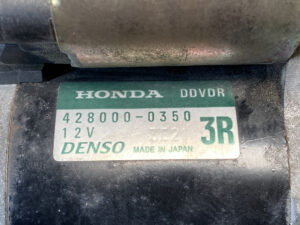 HONDA DDVDR
428000-0350
12V 3R
DENSO MADE IN JAPAN